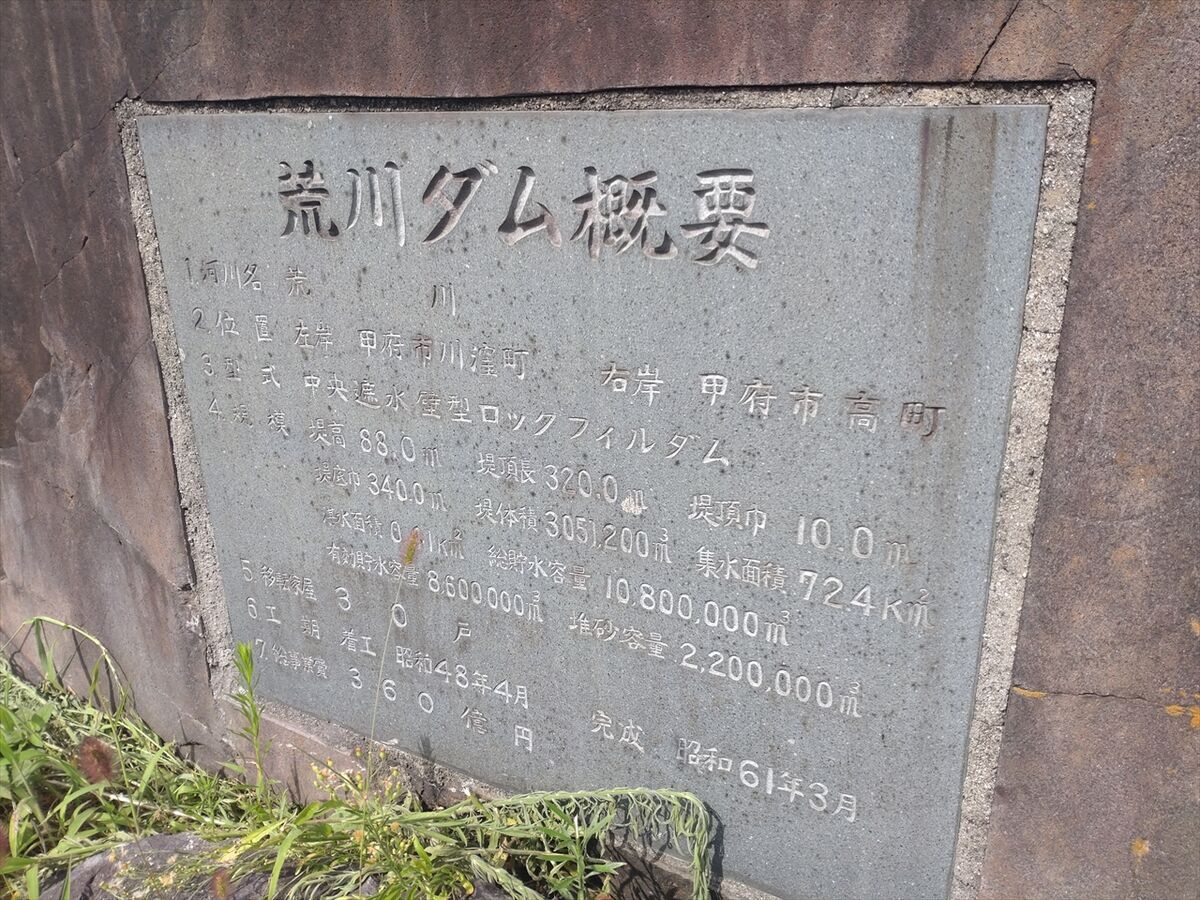 荒川ダム概要
1.河川名 荒川
2.位置 左岸 甲府市川窪町 右岸 甲府市高町
3.型式 中央遮水壁型ロックフィルダム
4.規模 堤高 88.0m 堤頂長 320.0m 堤頂巾 10.0m
堤底巾 340.0m 堤体積 3051,200m³ 集水面積 72.4Km²
湛水面積 Km² 総貯水容量 10,800,000m³
有効貯水容量 8,600,000m³ 堆砂容量 2,200,000m³
5.移転家屋 30戸
6.工期 着工 昭和48年4月 完成 昭和61年3月
7.総事業費 360億円